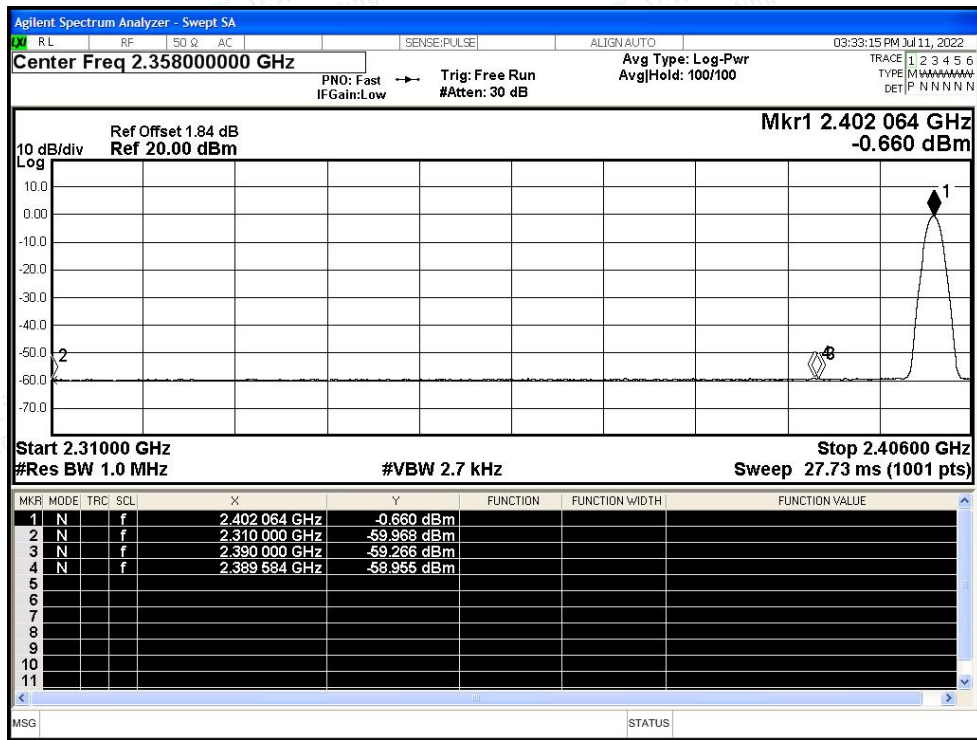 Agilent Spectrum Analyzer - Swept SA
LXI RL RF 50 Ω AC SENSE:PULSE ALIGN AUTO 03:33:15 PM Jul 11, 2022
Center Freq 2.358000000 GHz
PNO: Fast
IFGain:Low
Trig: Free Run
#Atten: 30 dB
Avg Type: Log-Pwr
Avg|Hold: 100/100
TRACE 1 2 3 4 5 6
TYPE M WWWWW
DET P N N N N N
Mkr1 2.402 064 GHz
-0.660 dBm
Ref Offset 1.84 dB
10 dB/div Ref 20.00 dBm
Log
10.0
0.00
-10.0
-20.0
-30.0
-40.0
-50.0
-60.0
-70.0
1
2
4
3
Start 2.31000 GHz Stop 2.40600 GHz
#Res BW 1.0 MHz #VBW 2.7 kHz Sweep 27.73 ms (1001 pts)
MKR MODE TRC SCL X Y FUNCTION FUNCTION WIDTH FUNCTION VALUE
1 N f 2.402 064 GHz -0.660 dBm
2 N f 2.310 000 GHz -59.968 dBm
3 N f 2.390 000 GHz -59.266 dBm
4 N f 2.389 584 GHz -58.955 dBm
5
6
7
8
9
10
11
MSG STATUS